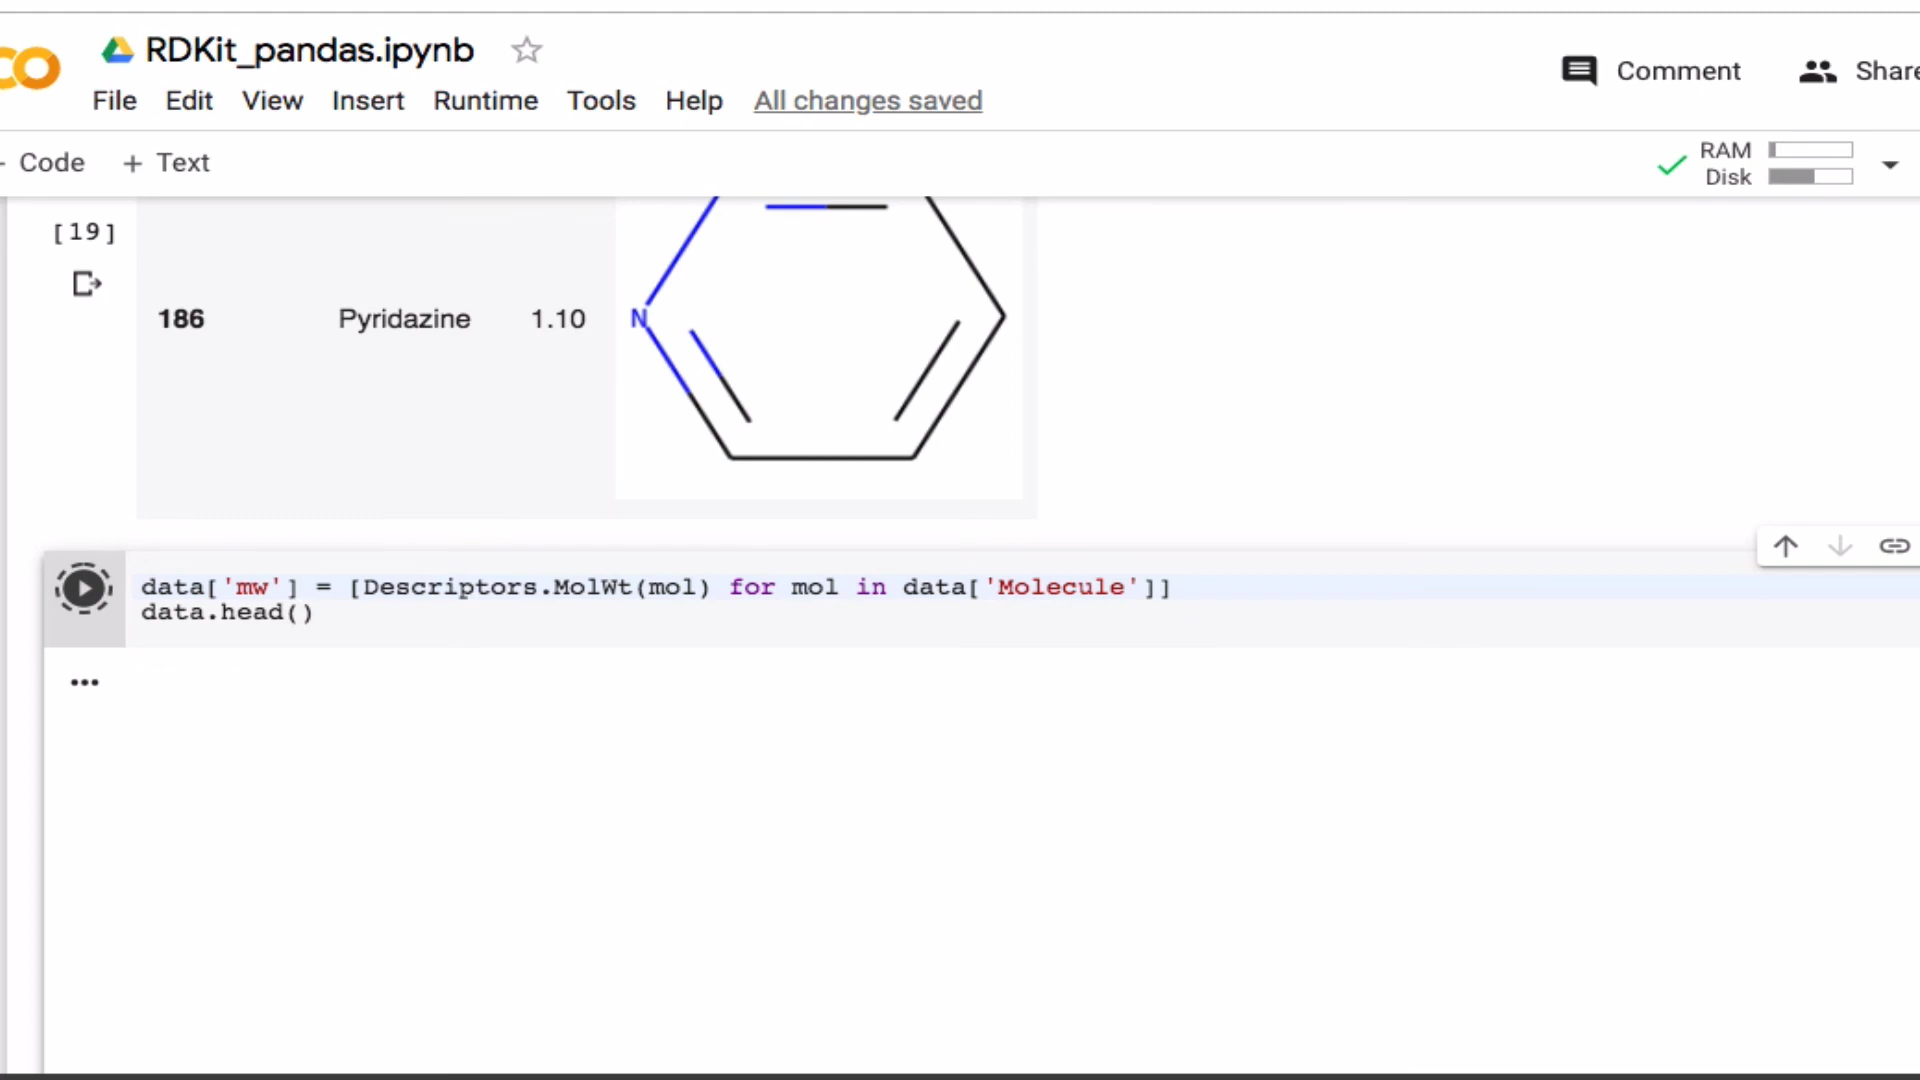 RDKit_pandas.ipynb
Comment
Share
File Edit View Insert Runtime Tools Help All changes saved
Code + Text
RAM
Disk
[19]
186 Pyridazine 1.10 N
data['mw'] = [Descriptors.MolWt(mol) for mol in data['Molecule']]
data.head()